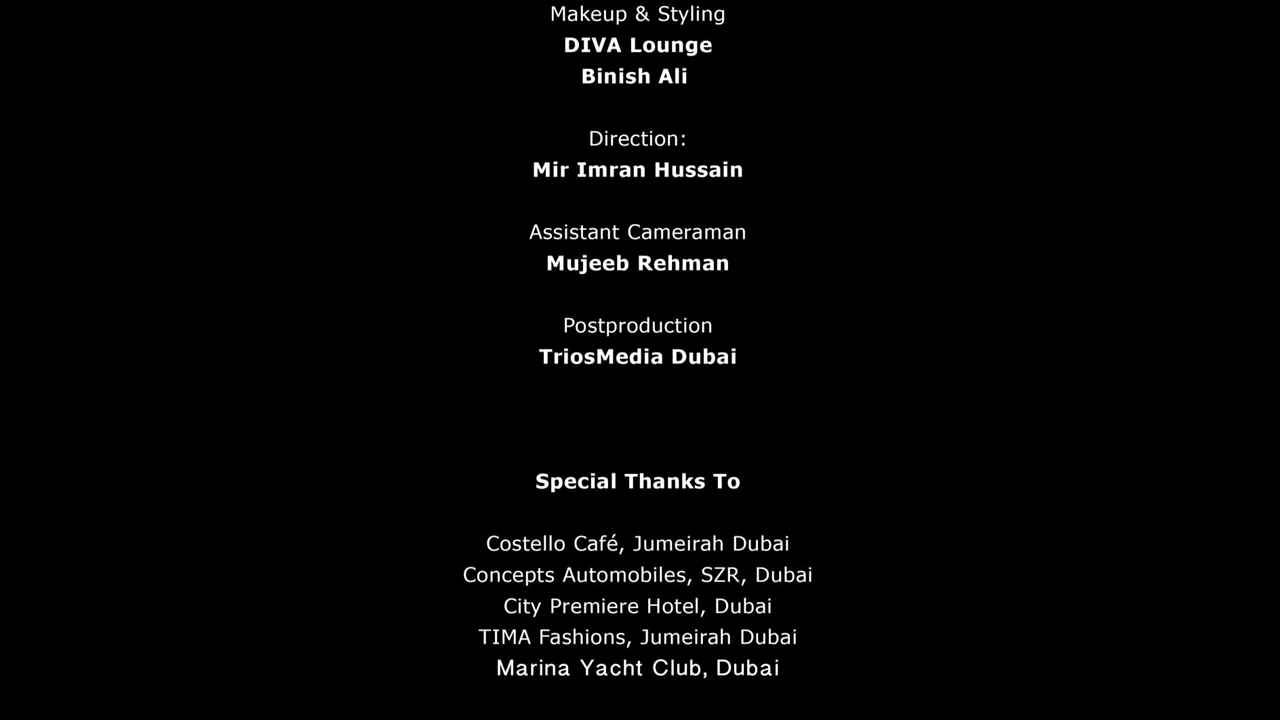 Makeup & Styling
DIVA Lounge
Binish Ali
Direction:
Mir Imran Hussain
Assistant Cameraman
Mujeeb Rehman
Postproduction
TriosMedia Dubai
Special Thanks To
Costello Café, Jumeirah Dubai
Concepts Automobiles, SZR, Dubai
City Premiere Hotel, Dubai
TIMA Fashions, Jumeirah Dubai
Marina Yacht Club, Dubai